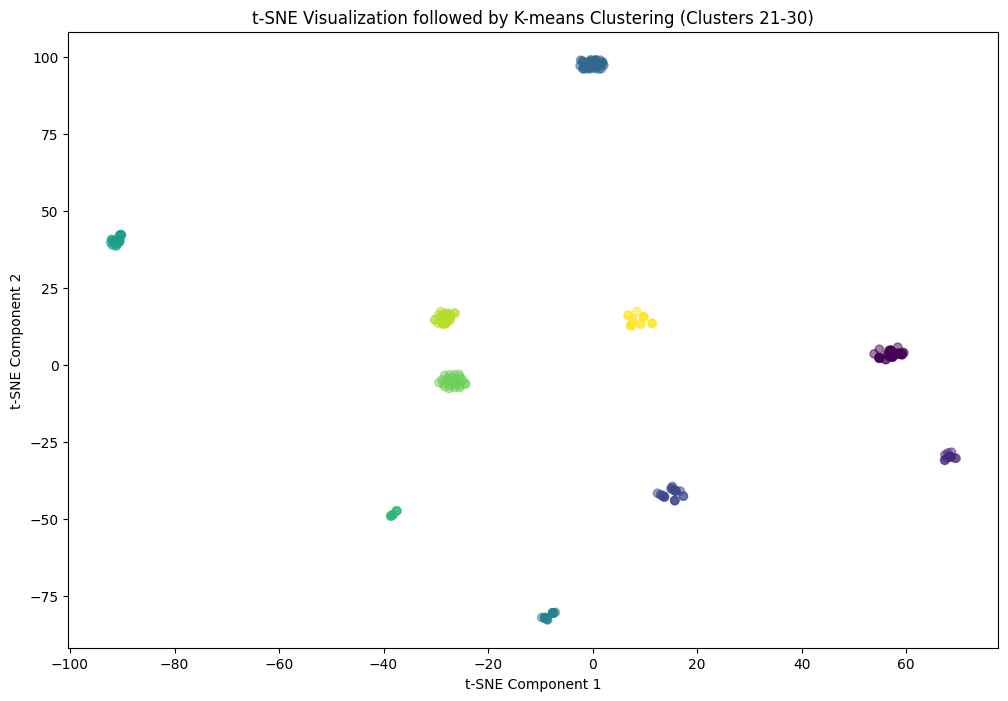 t-SNE Visualization followed by K-means Clustering (Clusters 21-30)
100
75
50
25
0
−25
−50
−75
t-SNE Component 2
−100 −80 −60 −40 −20 0 20 40 60
t-SNE Component 1